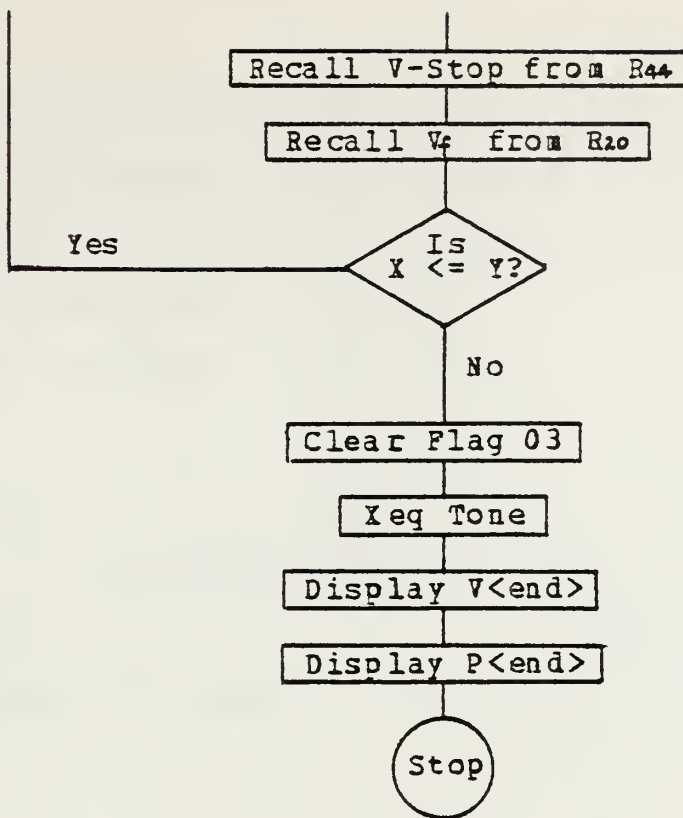 Recall V-Stop from R44
Recall Vf from R20
Yes
Is
X <= Y?
No
Clear Flag 03
Xeq Tone
Display V<end>
Display P<end>
Stop